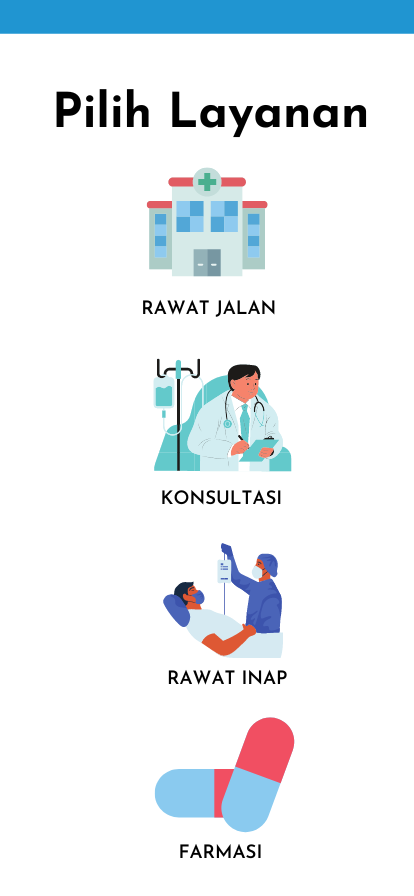 Pilih Layanan
RAWAT JALAN
KONSULTASI
RAWAT INAP
FARMASI